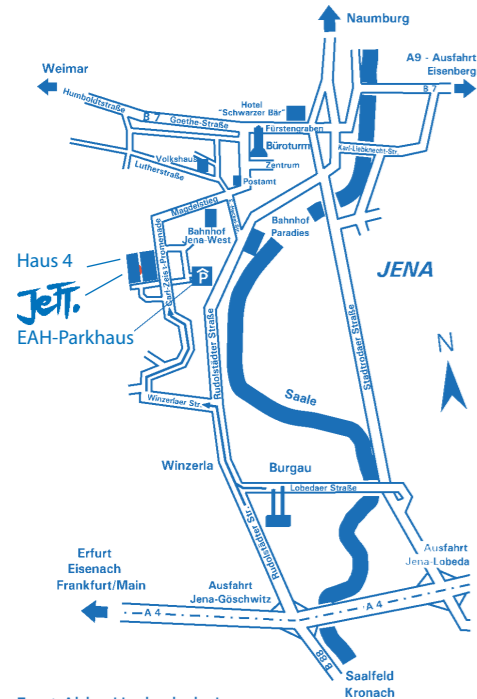 Naumburg
A9 - Ausfahrt
Eisenberg
Weimar
B 7
Humboldtstraße
B 7
Goethe-Straße
Hotel
"Schwarzer Bär"
Fürstengraben
Büroturm
Karl-Liebknecht-Str.
Volkshaus
Zentrum
Lutherstraße
Postamt
Magdelstieg
Bahnhof
Jena-West
Bahnhof
Paradies
Carl-Zeiss-Promenade
Haus 4
JeTT.
P
EAH-Parkhaus
JENA
N
Rudolstädter Straße
Stadtrodaer Straße
Saale
Winzerlaer Str.
Winzerla
Burgau
Lobedaer Straße
Rudolstädter Str.
Erfurt
Eisenach
Frankfurt/Main
Ausfahrt
Jena-Göschwitz
Ausfahrt
Jena-Lobeda
A 4
A 4
B 88
Saalfeld
Kronach